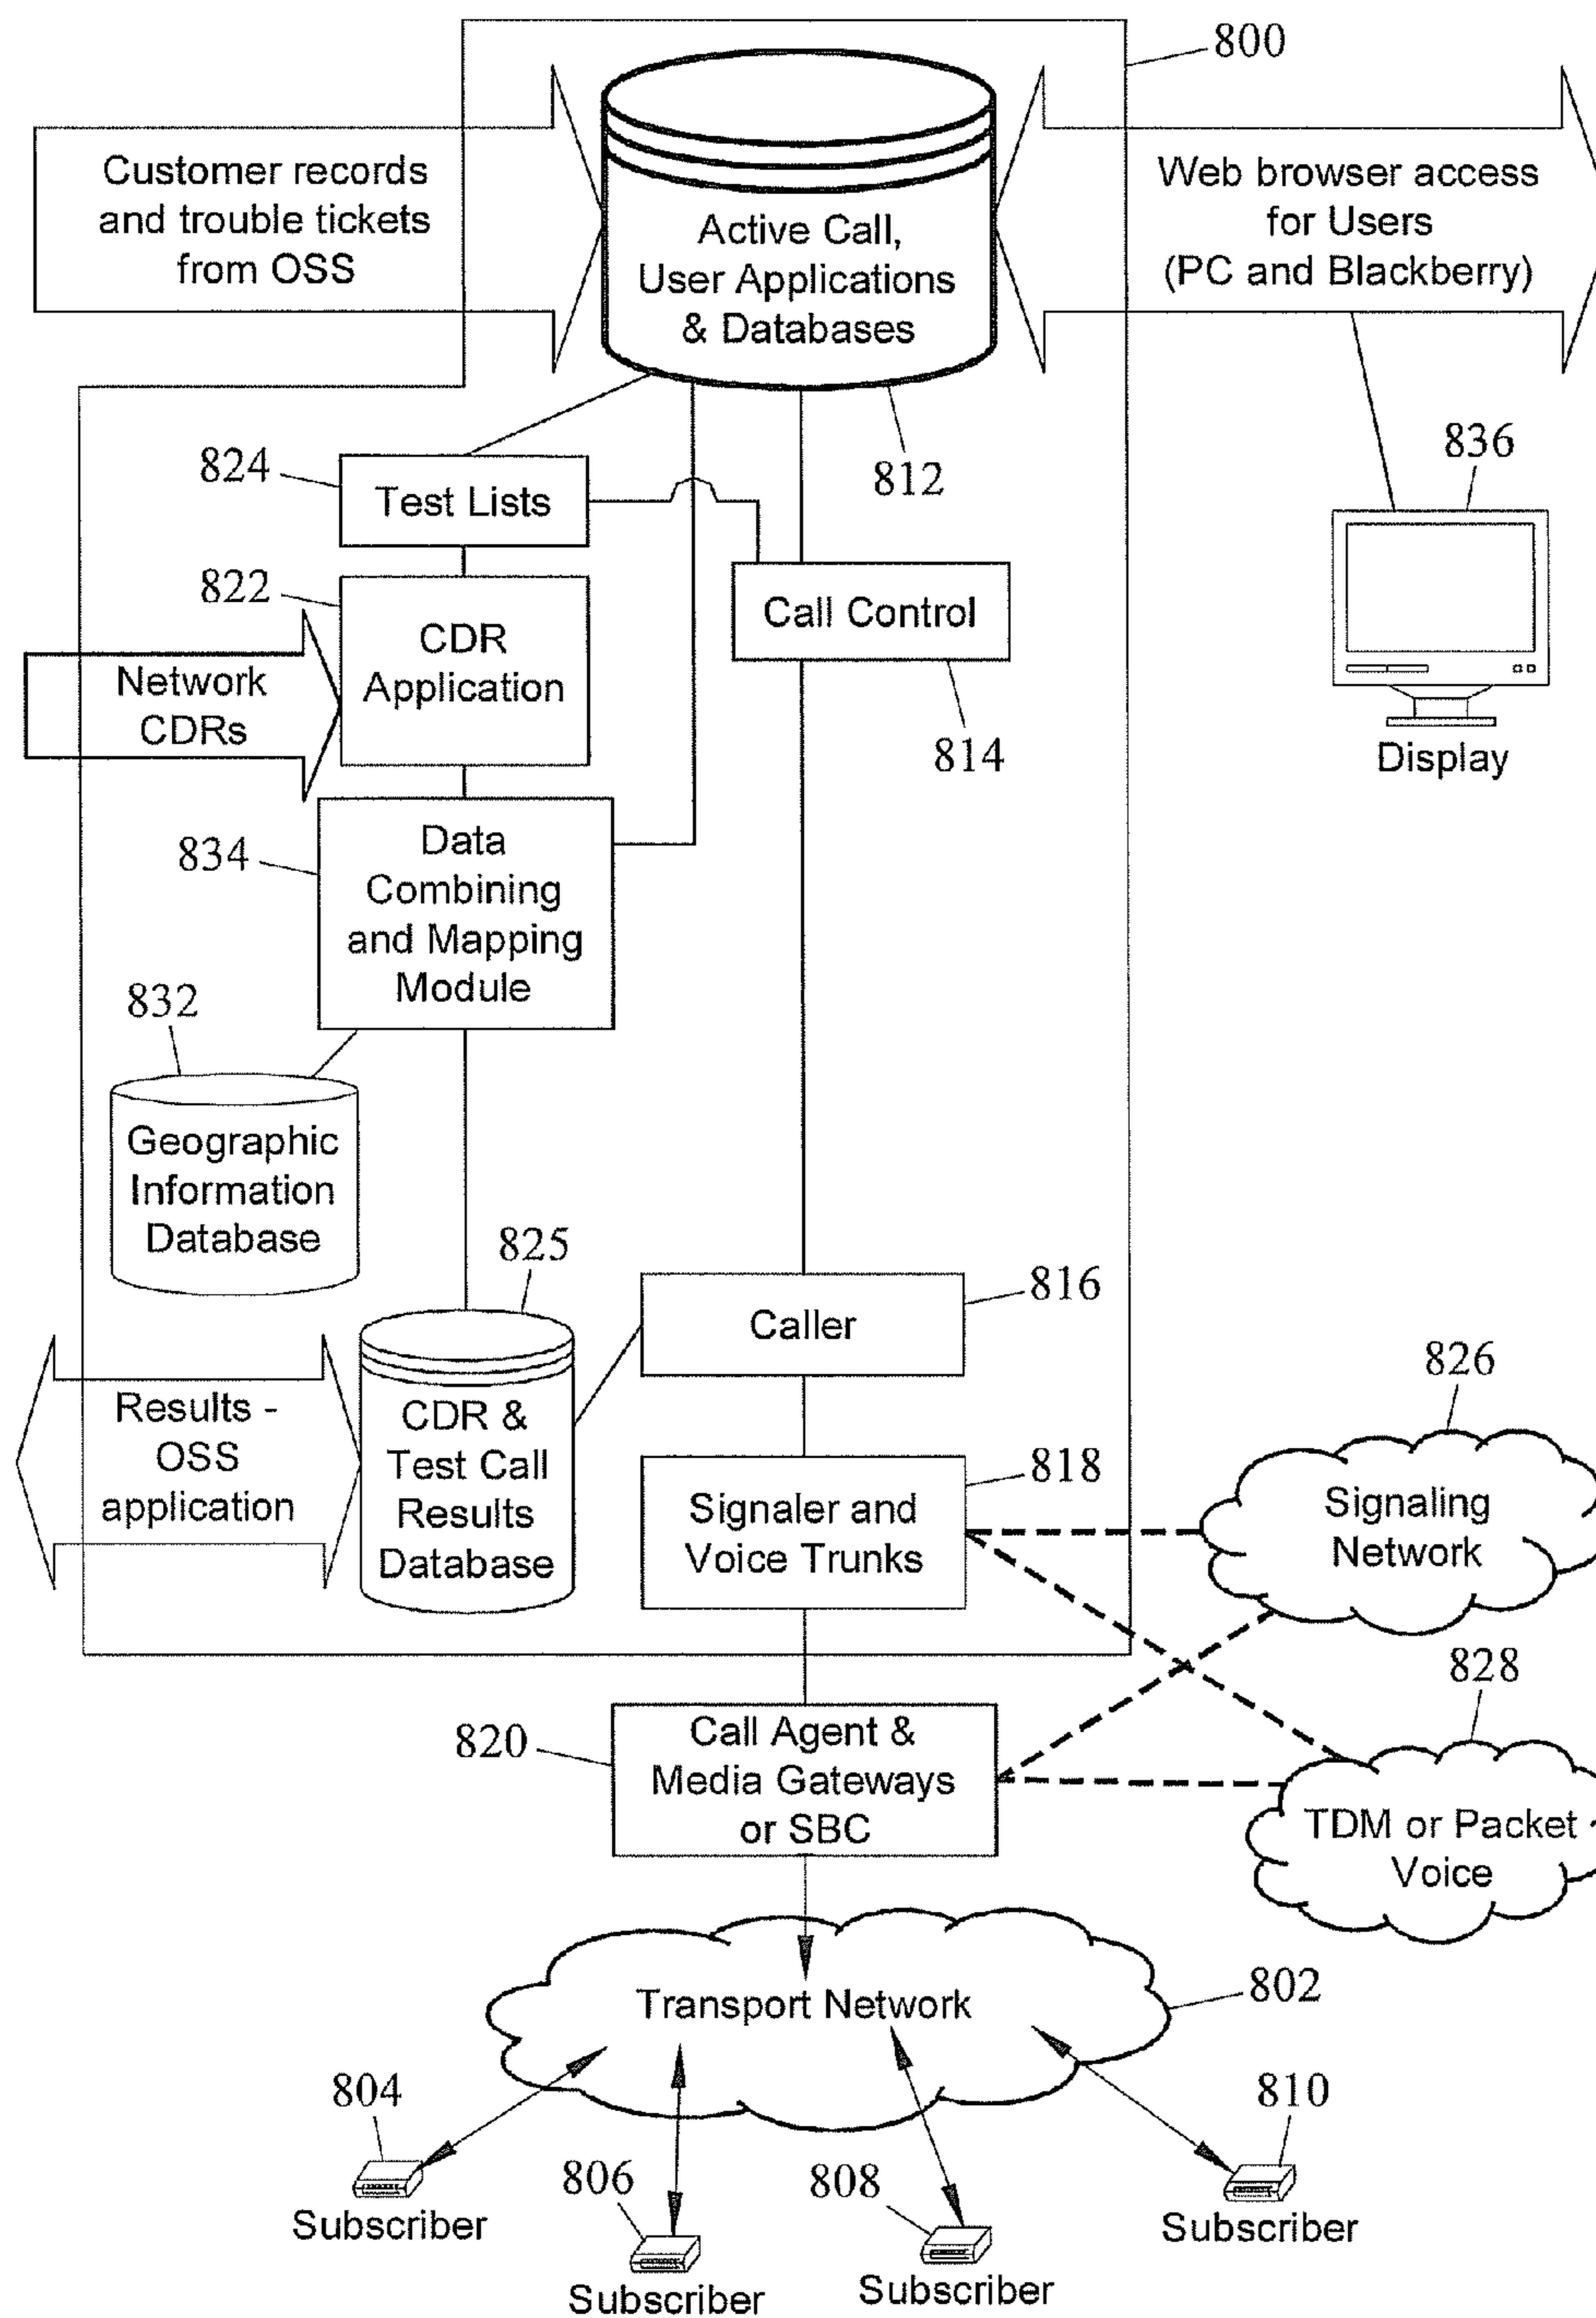 800
Customer records
and trouble tickets
from OSS
Active Call,
User Applications
& Databases
Web browser access
for Users
(PC and Blackberry)
812
824
Test Lists
836
822
CDR
Application
Call Control
814
Network
CDRs
Display
834
Data
Combining
and Mapping
Module
832
Geographic
Information
Database
825
Caller
816
Results -
OSS
application
CDR &
Test Call
Results
Database
Signaler and
Voice Trunks
818
826
Signaling
Network
828
820
Call Agent &
Media Gateways
or SBC
TDM or Packet
Voice
Transport Network
802
804
Subscriber
806
Subscriber
808
Subscriber
810
Subscriber